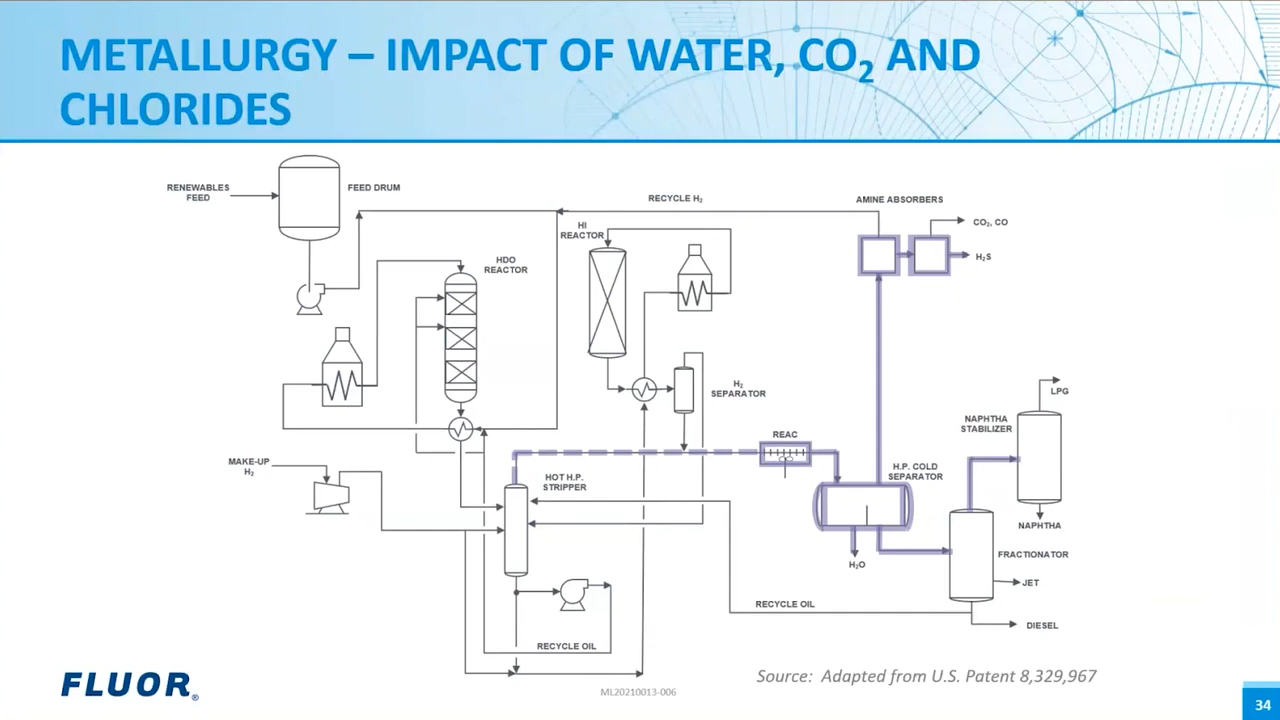 METALLURGY – IMPACT OF WATER, CO2 AND
CHLORIDES
RENEWABLES
FEED
FEED DRUM
RECYCLE H2
AMINE ABSORBERS
CO2, CO
H2S
HI
REACTOR
HDO
REACTOR
H2
SEPARATOR
LPG
NAPHTHA
STABILIZER
REAC
MAKE-UP
H2
HOT H.P.
STRIPPER
H.P. COLD
SEPARATOR
NAPHTHA
H2O
FRACTIONATOR
JET
RECYCLE OIL
DIESEL
RECYCLE OIL
Source: Adapted from U.S. Patent 8,329,967
FLUOR®
ML20210013-006
34